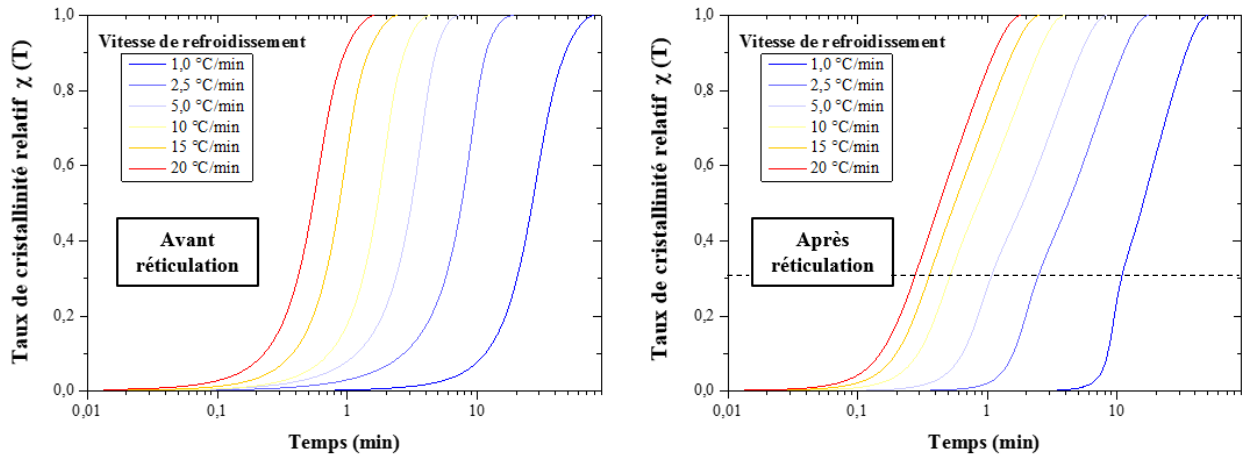 Taux de cristallinité relatif χ (T)
1,0
0,8
0,6
0,4
0,2
0,0
Vitesse de refroidissement
1,0 °C/min
2,5 °C/min
5,0 °C/min
10 °C/min
15 °C/min
20 °C/min
Avant
réticulation
0,01
0,1
1
10
Temps (min)
Taux de cristallinité relatif χ (T)
1,0
0,8
0,6
0,4
0,2
0,0
Vitesse de refroidissement
1,0 °C/min
2,5 °C/min
5,0 °C/min
10 °C/min
15 °C/min
20 °C/min
Après
réticulation
0,01
0,1
1
10
Temps (min)